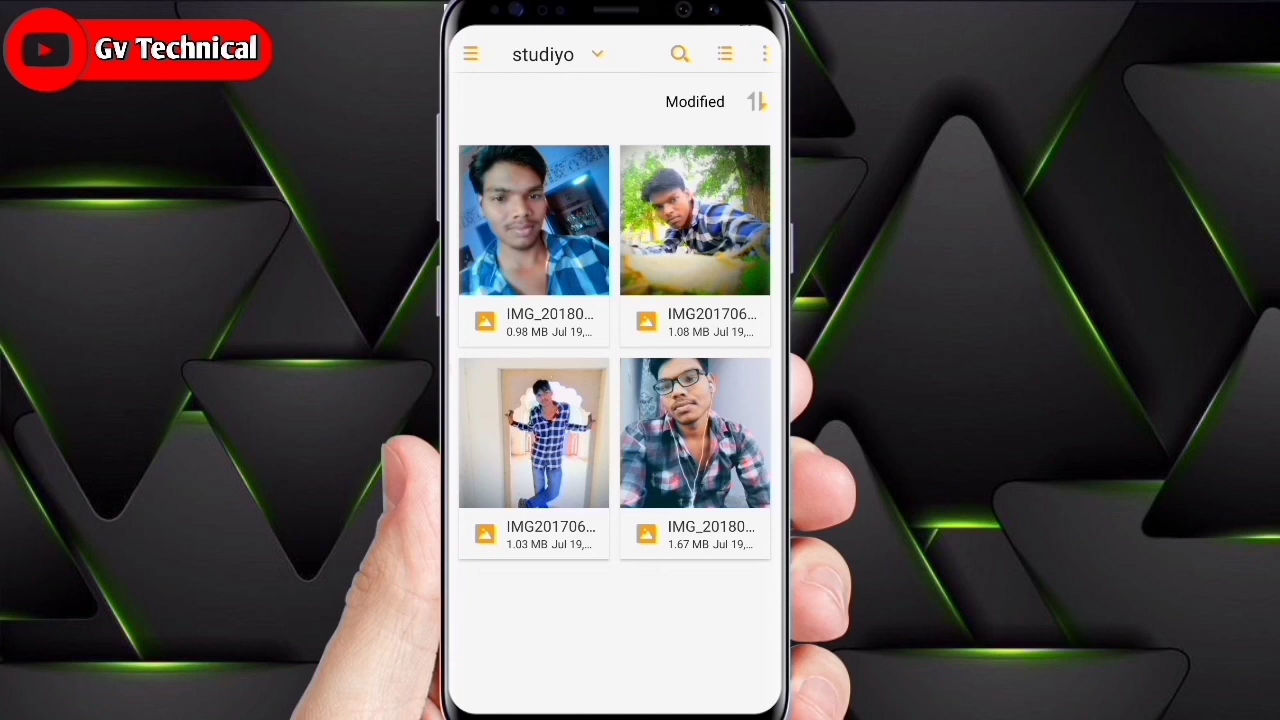 Gv Technical
studiyo
Modified
IMG_20180...
0.98 MB Jul 19,...
IMG201706...
1.08 MB Jul 19,...
IMG201706...
1.03 MB Jul 19,...
IMG_20180...
1.67 MB Jul 19,...